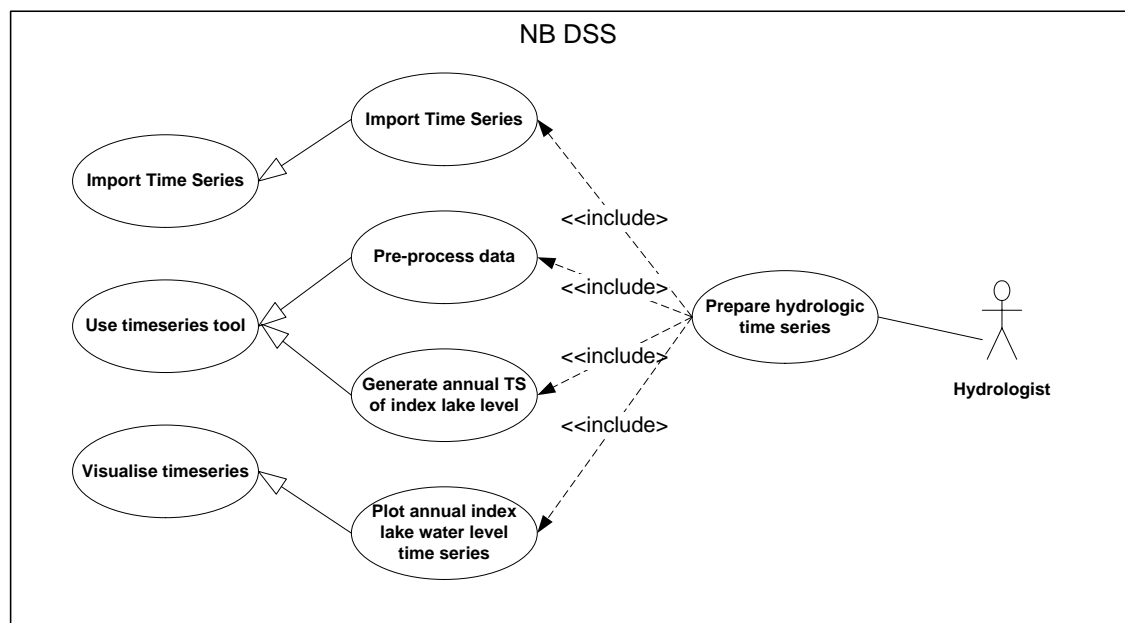 NB DSS
Import Time Series
Import Time Series
<<include>
Pre-process data
<<include>
Prepare hydrologic
time series
Use timeseries tool
<<include>
Generate annual TS
of index lake level
Hydrologist
<<include>
Visualise timeseries
Plot annual index
lake water level
time series